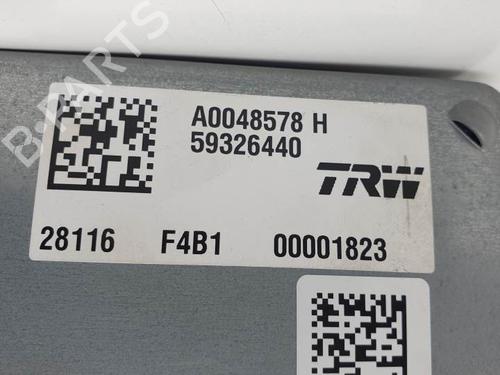 A0048578 H
59326440
TRW
28116 F4B1 00001823
B-PARTS